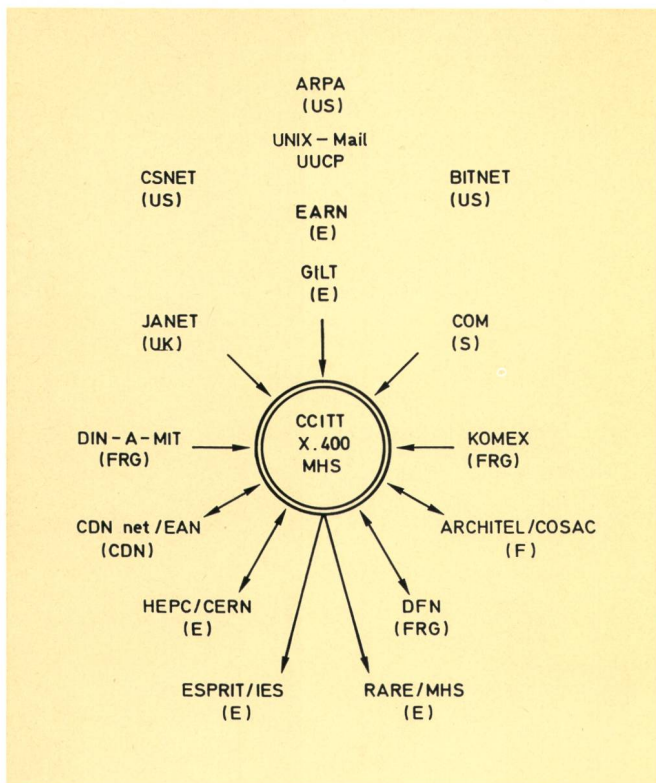 ARPA
(US)
UNIX – Mail
UUCP
CSNET
(US)
BITNET
(US)
EARN
(E)
GILT
(E)
JANET
(UK)
COM
(S)
CCITT
X.400
MHS
DIN-A-MIT
(FRG)
KOMEX
(FRG)
CDN net/EAN
(CDN)
ARCHITEL/COSAC
(F)
HEPC/CERN
(E)
DFN
(FRG)
ESPRIT/IES
(E)
RARE/MHS
(E)